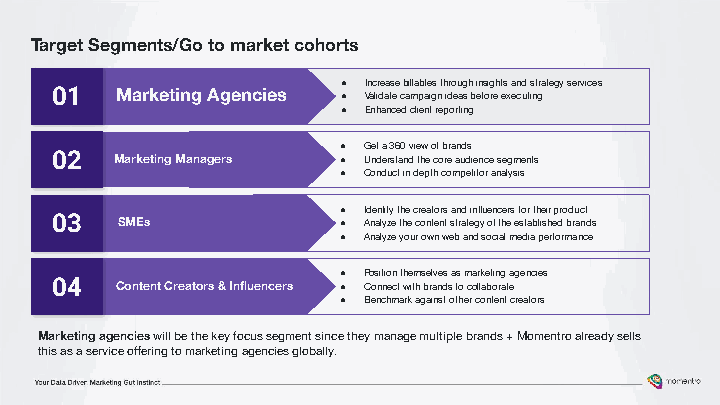 Target Segments/Go to market cohorts
01
Marketing Agencies
● Increase billables through insights and strategy services
● Validate campaign ideas before executing
● Enhanced client reporting
02
Marketing Managers
● Get a 360 view of brands
● Understand the core audience segments
● Conduct in depth competitor analysis
03
SMEs
● Identify the creators and influencers for their product
● Analyze the content strategy of the established brands
● Analyze your own web and social media performance
04
Content Creators & Influencers
● Position themselves as marketing agencies
● Connect with brands to collaborate
● Benchmark against other content creators
Marketing agencies will be the key focus segment since they manage multiple brands + Momentro already sells
this as a service offering to marketing agencies globally.
Your Data Driven Marketing Gut Instinct
momentro